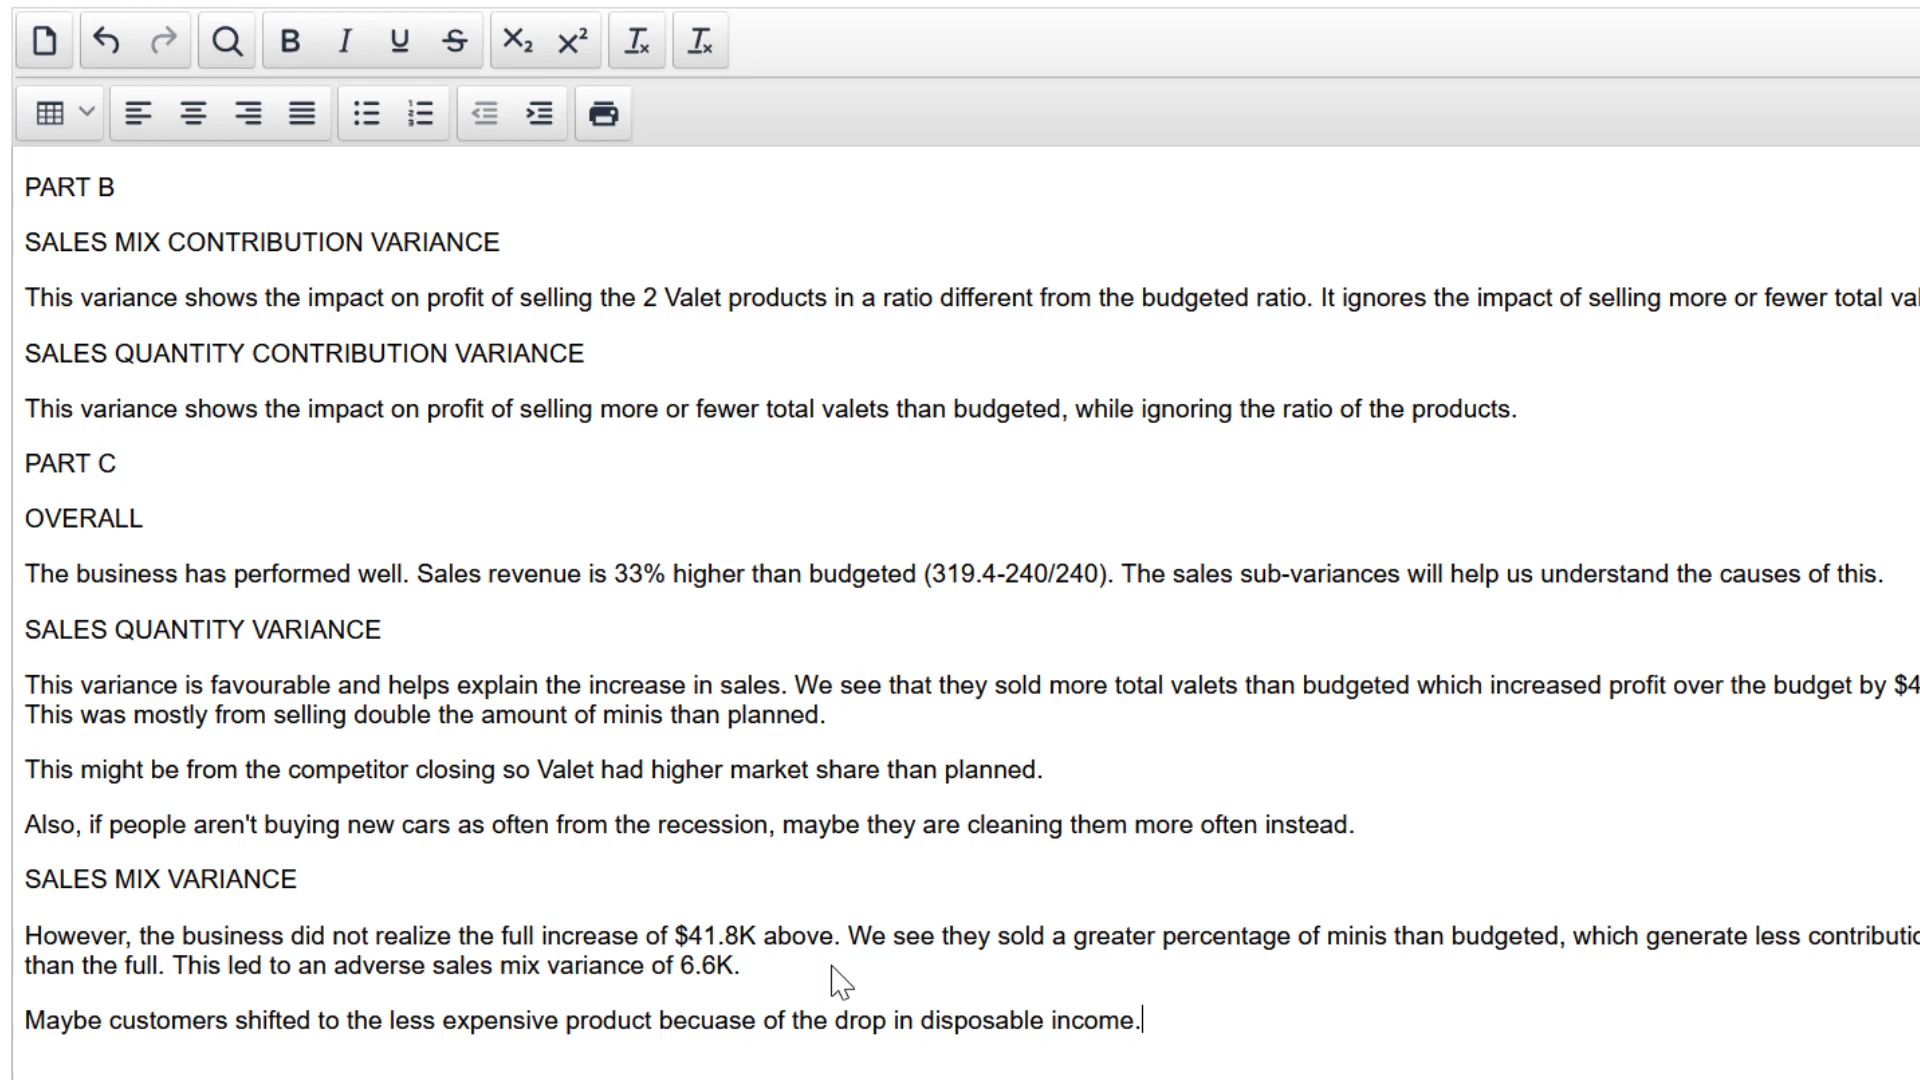 PART B
SALES MIX CONTRIBUTION VARIANCE
This variance shows the impact on profit of selling the 2 Valet products in a ratio different from the budgeted ratio. It ignores the impact of selling more or fewer total
SALES QUANTITY CONTRIBUTION VARIANCE
This variance shows the impact on profit of selling more or fewer total valets than budgeted, while ignoring the ratio of the products.
PART C
OVERALL
The business has performed well. Sales revenue is 33% higher than budgeted (319.4-240/240). The sales sub-variances will help us understand the causes of this.
SALES QUANTITY VARIANCE
This variance is favourable and helps explain the increase in sales. We see that they sold more total valets than budgeted which increased profit over the budget by
This was mostly from selling double the amount of minis than planned.
This might be from the competitor closing so Valet had higher market share than planned.
Also, if people aren't buying new cars as often from the recession, maybe they are cleaning them more often instead.
SALES MIX VARIANCE
However, the business did not realize the full increase of $41.8K above. We see they sold a greater percentage of minis than budgeted, which generate less
than the full. This led to an adverse sales mix variance of 6.6K.
Maybe customers shifted to the less expensive product becuase of the drop in disposable income.